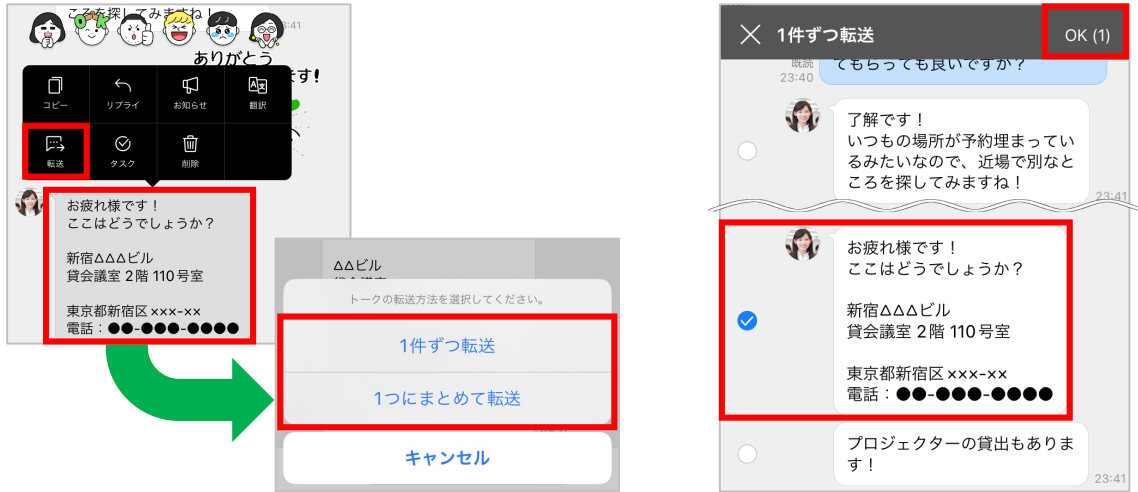 ころを探してみますね！
23:41
OK
ありがとう
ます!
コピー
リプライ
お知らせ
翻訳
転送
タスク
削除
お疲れ様です！
ここはどうでしょうか？
新宿△△△ビル
貸会議室 2階 110号室
東京都新宿区×××-××
電話：●●-●●●-●●●●
△△ビル
トークの転送方法を選択してください。
1件ずつ転送
1つにまとめて転送
キャンセル
1件ずつ転送
OK (1)
てもらっても良いですか？
既読
23:40
了解です！
いつもの場所が予約埋まってい
るみたいなので、近場で別なと
ころを探してみますね！
23:41
お疲れ様です！
ここはどうでしょうか？
新宿△△△ビル
貸会議室 2階 110号室
東京都新宿区×××-××
電話：●●-●●●-●●●●
プロジェクターの貸出もありま
す！
23:41